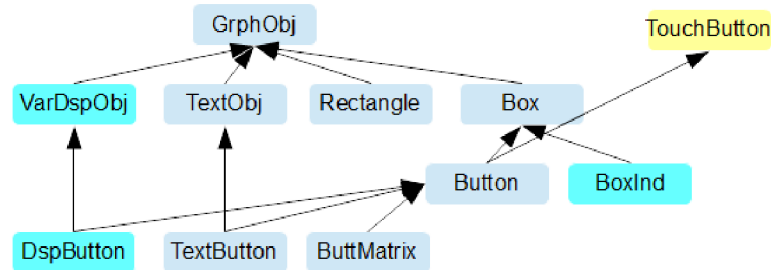 GrphObj
TouchButton
VarDspObj
TextObj
Rectangle
Box
Button
BoxInd
DspButton
TextButton
ButtMatrix